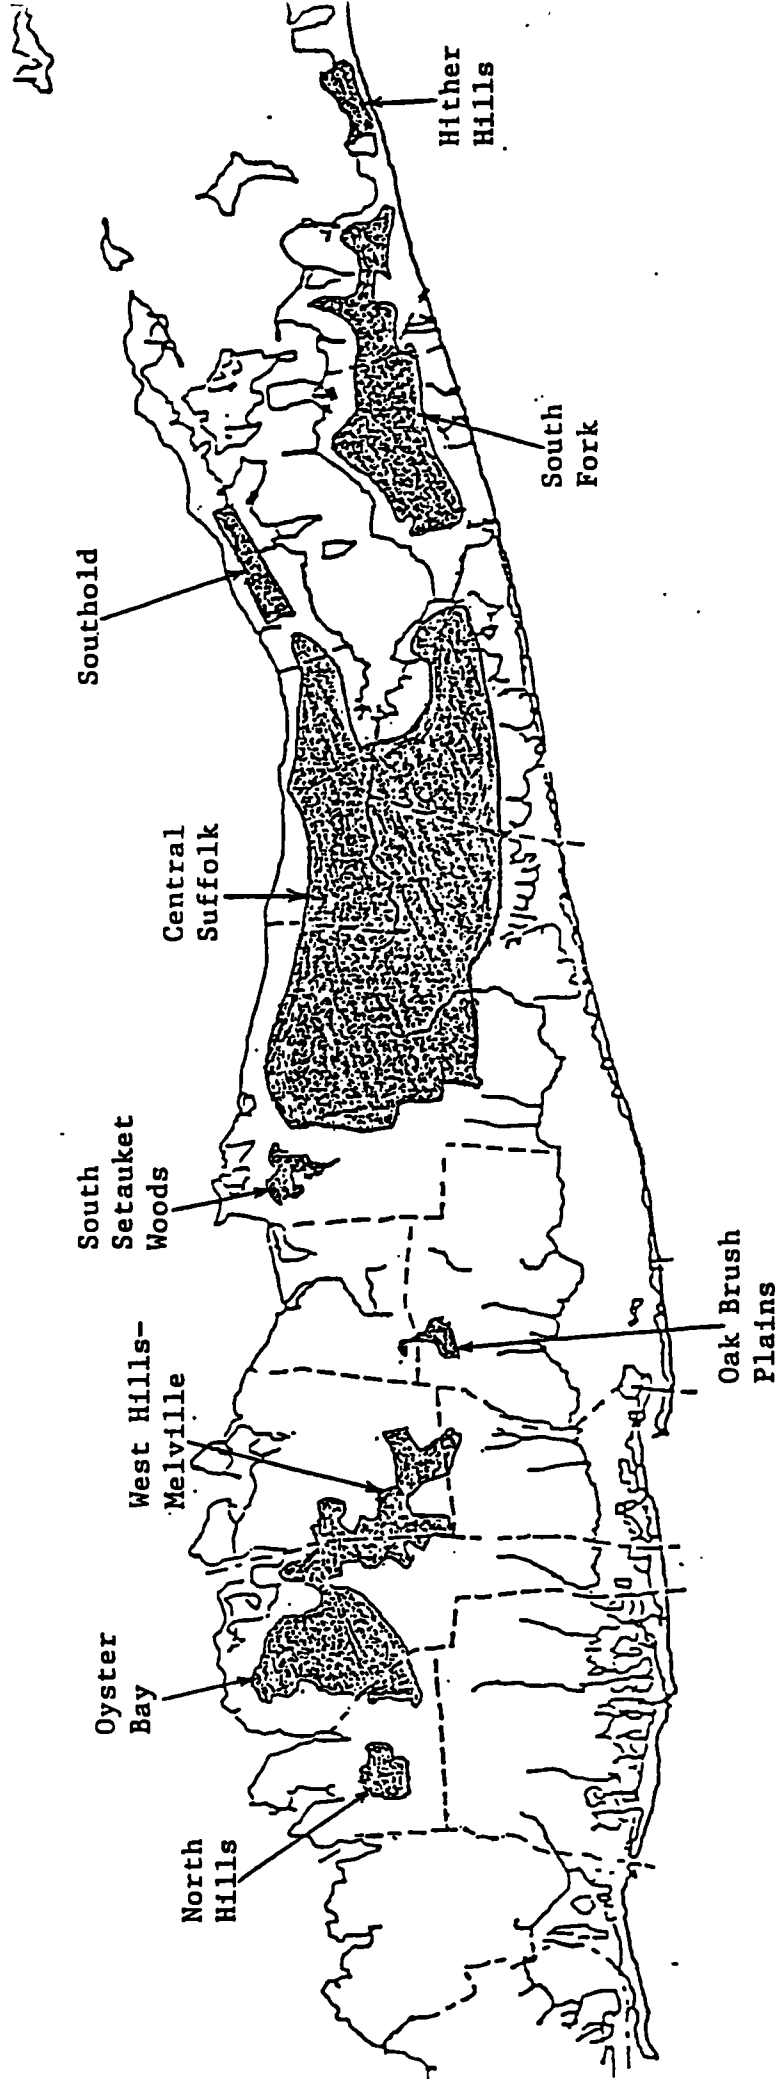 North
Hills
Oyster
Bay
West Hills-
Melville
South
Setauket
Woods
Central
Suffolk
Southold
Oak Brush
Plains
South
Fork
Hither
Hills